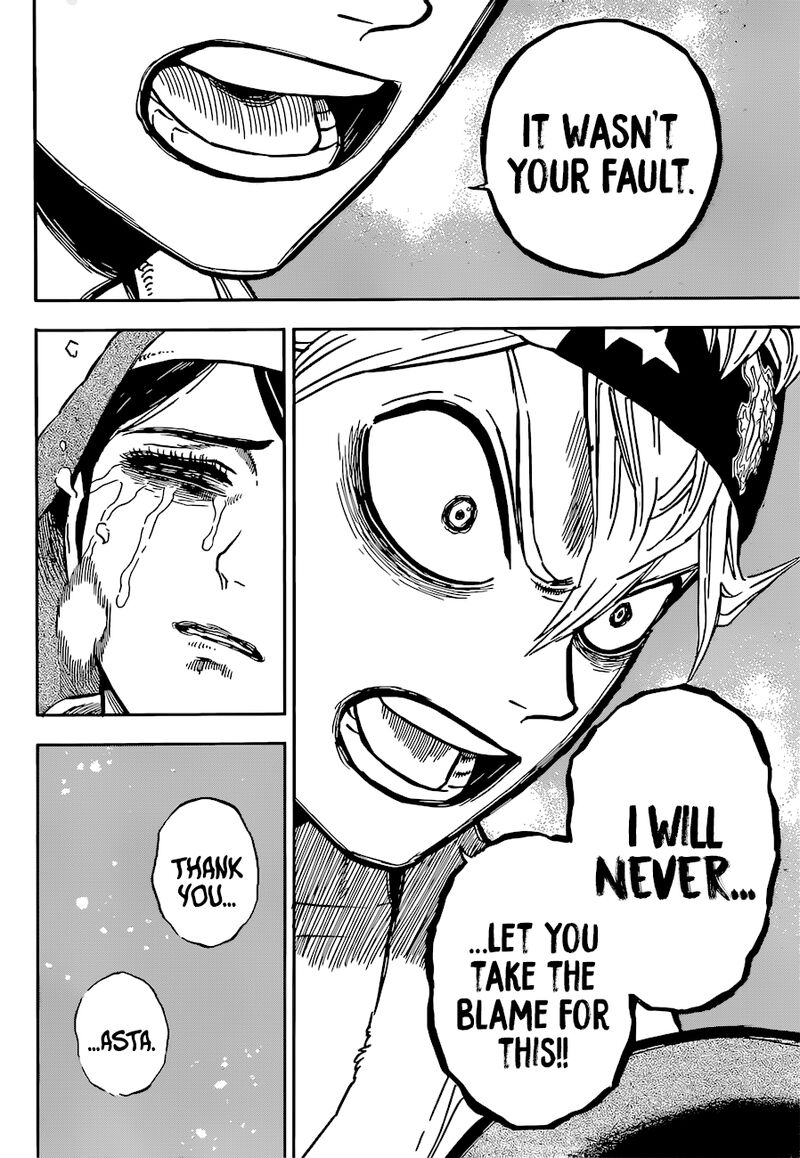 IT WASN'T
YOUR FAULT.
I WILL
NEVER...
...LET YOU
TAKE THE
BLAME FOR
THIS!!
THANK
YOU...
...ASTA.